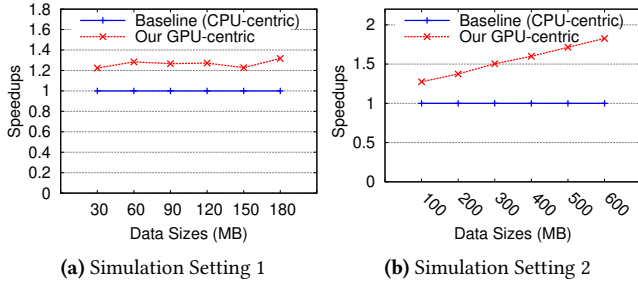 Baseline (CPU-centric)
Our GPU-centric
1.8
1.6
1.4
1.2
1
0.8
0.6
0.4
0.2
0
Speedups
30 60 90 120 150 180
Data Sizes (MB)
(a) Simulation Setting 1
Baseline (CPU-centric)
Our GPU-centric
2
1.5
1
0.5
0
Speedups
100 200 300 400 500 600
Data Sizes (MB)
(b) Simulation Setting 2